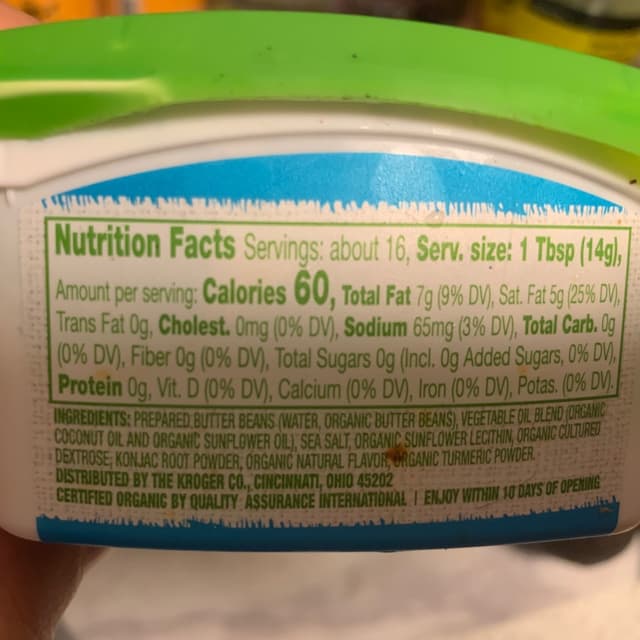 Nutrition Facts Servings: about 16, Serv. size: 1 Tbsp (14g),
Amount per serving: Calories 60, Total Fat 7g (9% DV), Sat. Fat 5g (25% DV),
Trans Fat 0g, Cholest. 0mg (0% DV), Sodium 65mg (3% DV), Total Carb. 0g
(0% DV), Fiber 0g (0% DV), Total Sugars 0g (Incl. 0g Added Sugars, 0% DV),
Protein 0g, Vit. D (0% DV), Calcium (0% DV), Iron (0% DV), Potas. (0% DV).
INGREDIENTS: PREPARED BUTTER BEANS (WATER, ORGANIC BUTTER BEANS), VEGETABLE OIL BLEND (ORGANIC
COCONUT OIL AND ORGANIC SUNFLOWER OIL), SEA SALT, ORGANIC SUNFLOWER LECITHIN, ORGANIC CULTURED
DEXTROSE, KONJAC ROOT POWDER, ORGANIC NATURAL FLAVOR, ORGANIC TURMERIC POWDER.
DISTRIBUTED BY THE KROGER CO., CINCINNATI, OHIO 45202
CERTIFIED ORGANIC BY QUALITY ASSURANCE INTERNATIONAL | ENJOY WITHIN 10 DAYS OF OPENING